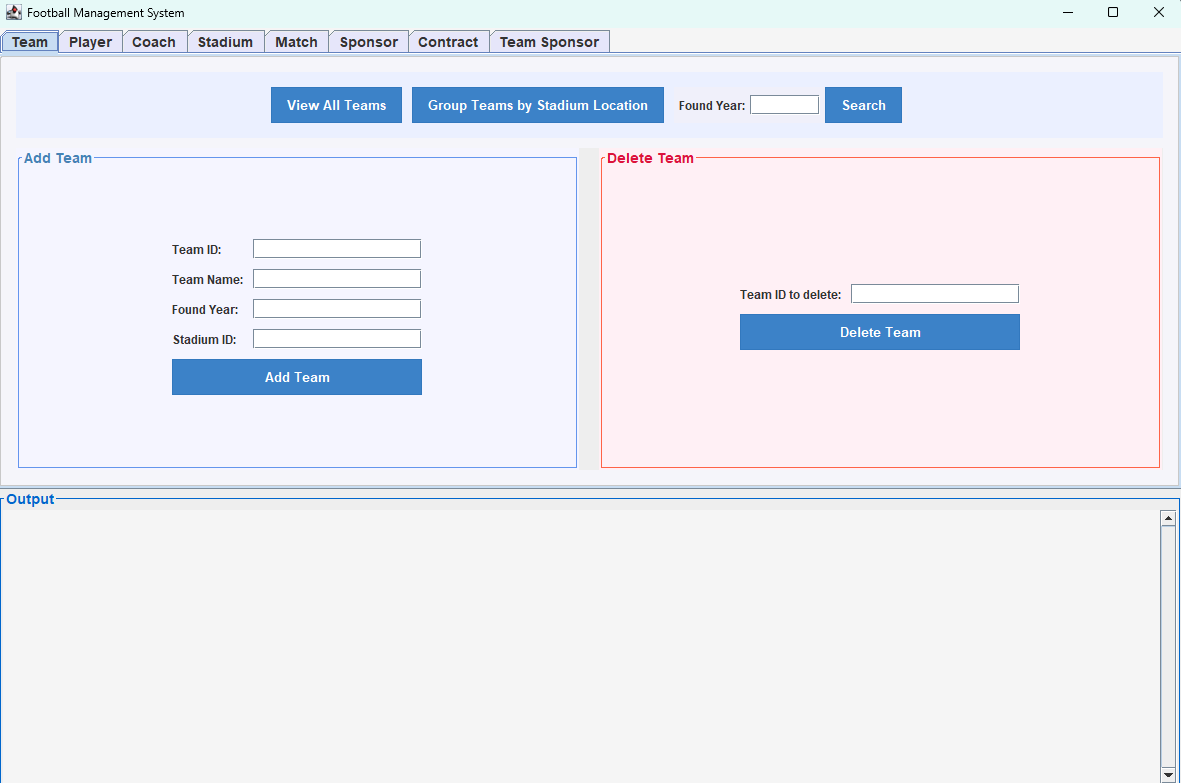 Football Management System
Team Player Coach Stadium Match Sponsor Contract Team Sponsor
View All Teams Group Teams by Stadium Location Found Year: Search
Add Team
Team ID:
Team Name:
Found Year:
Stadium ID:
Add Team
Delete Team
Team ID to delete:
Delete Team
Output